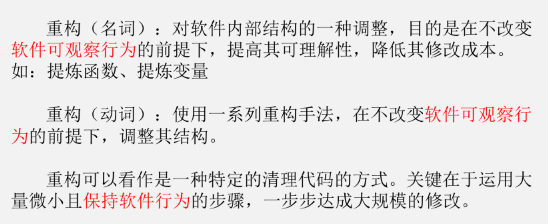 重构（名词）：对软件内部结构的一种调整，目的是在不改变
软件可观察行为的前提下，提高其可理解性，降低其修改成本。
如：提炼函数、提炼变量
重构（动词）：使用一系列重构手法，在不改变软件可观察行
为的前提下，调整其结构。
重构可以看作是一种特定的清理代码的方式。关键在于运用大
量微小且保持软件行为的步骤，一步步达成大规模的修改。